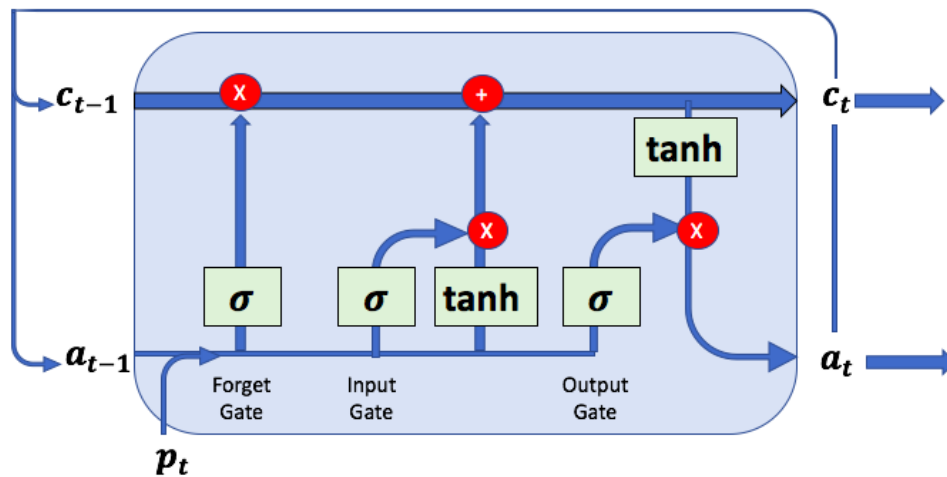 c_{t-1}
X
+
c_t
tanh
X
X
σ
σ
tanh
σ
a_{t-1}
a_t
Forget
Gate
Input
Gate
Output
Gate
p_t